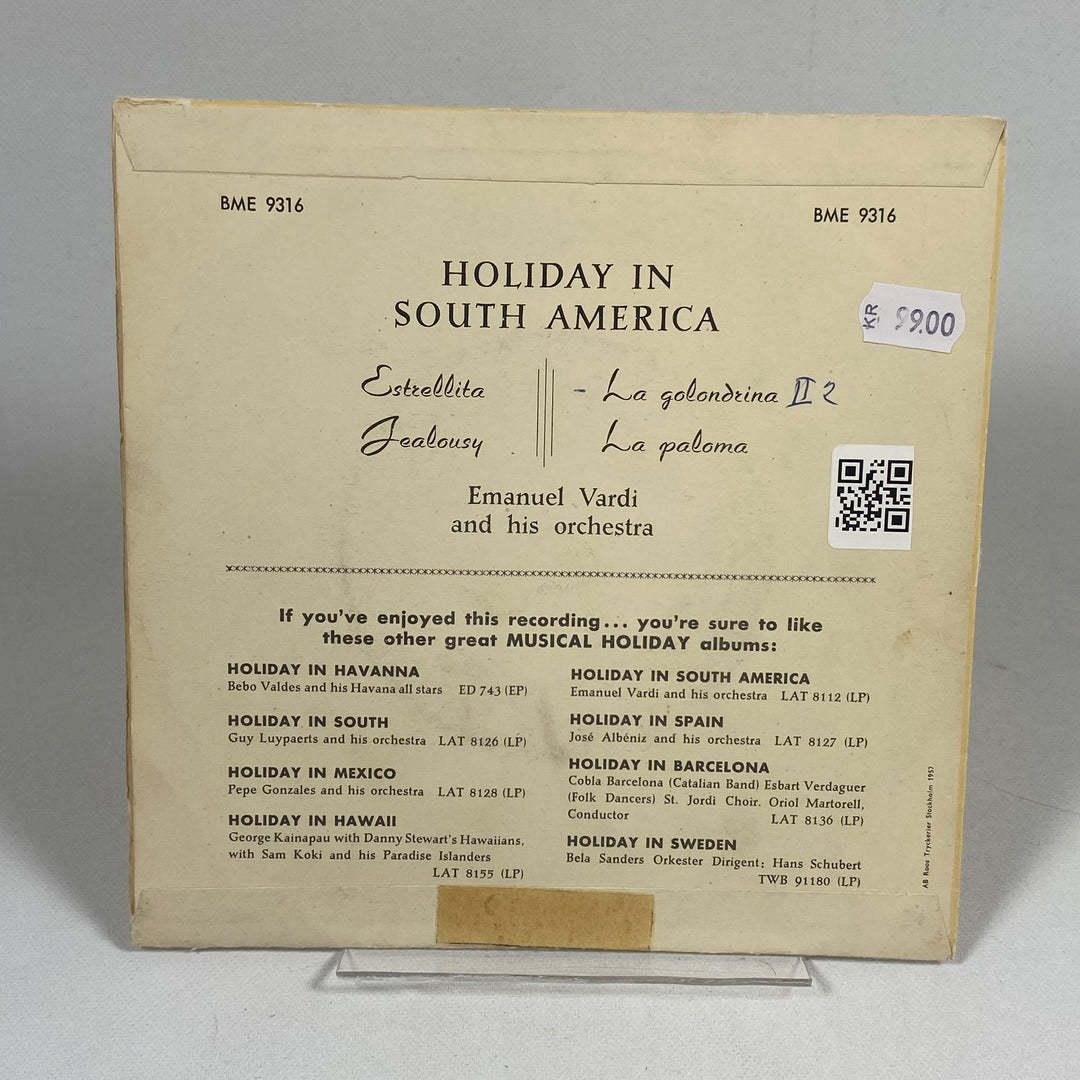 BME 9316
BME 9316
HOLIDAY IN
SOUTH AMERICA
KR 99.00
Estrellita
- La golondrina II 2
Jealousy
La paloma
Emanuel Vardi
and his orchestra
If you've enjoyed this recording... you're sure to like
these other great MUSICAL HOLIDAY albums:
HOLIDAY IN HAVANNA
Bebo Valdes and his Havana all stars ED 743 (EP)
HOLIDAY IN SOUTH
Guy Luypaerts and his orchestra LAT 8126 (LP)
HOLIDAY IN MEXICO
Pepe Gonzales and his orchestra LAT 8128 (LP)
HOLIDAY IN HAWAII
George Kainapau with Danny Stewart's Hawaiians,
with Sam Koki and his Paradise Islanders
LAT 8155 (LP)
HOLIDAY IN SOUTH AMERICA
Emanuel Vardi and his orchestra LAT 8112 (LP)
HOLIDAY IN SPAIN
José Albéniz and his orchestra LAT 8127 (LP)
HOLIDAY IN BARCELONA
Cobla Barcelona (Catalian Band) Esbart Verdaguer
(Folk Dancers) St. Jordi Choir. Oriol Martorell,
Conductor LAT 8136 (LP)
HOLIDAY IN SWEDEN
Bela Sanders Orkester Dirigent: Hans Schubert
TWB 91180 (LP)
AB Roos Tryckerier Stockholm 1957